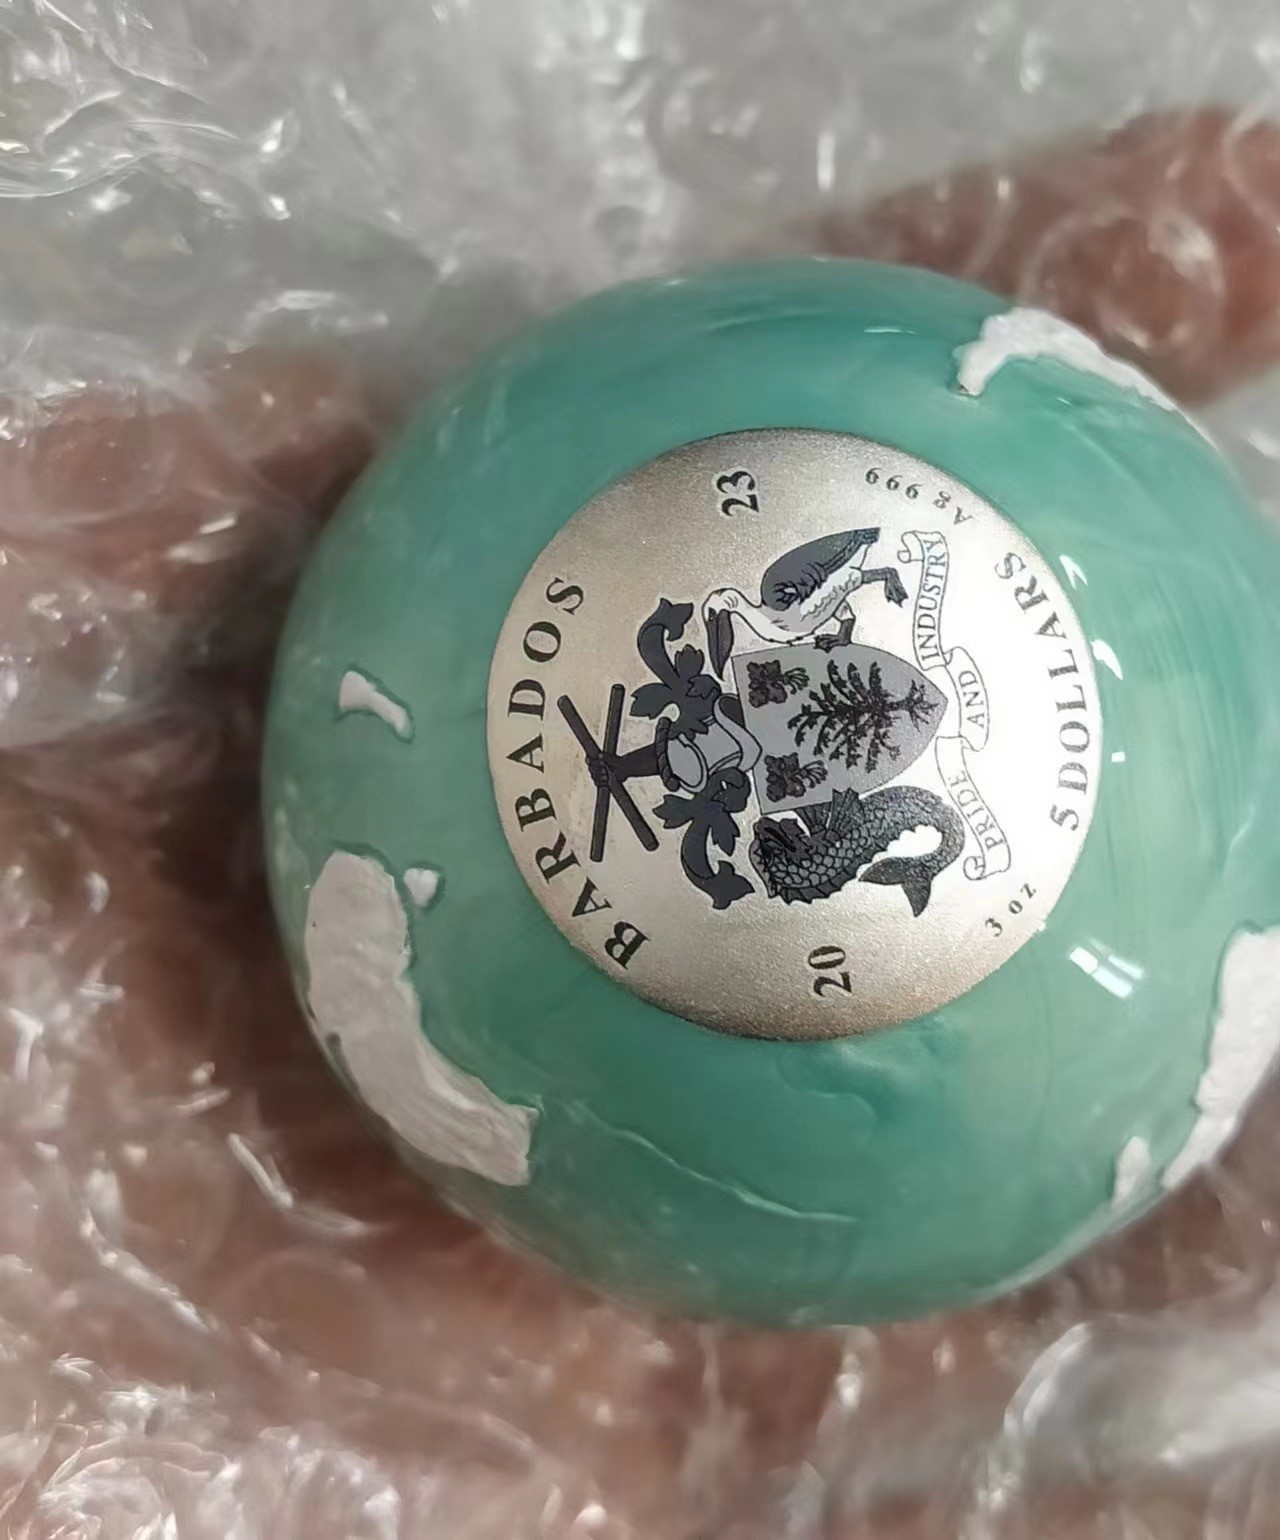 BARBADOS
20 23
PRIDE AND INDUSTRY
3 oz
5 DOLLARS
Ag 999